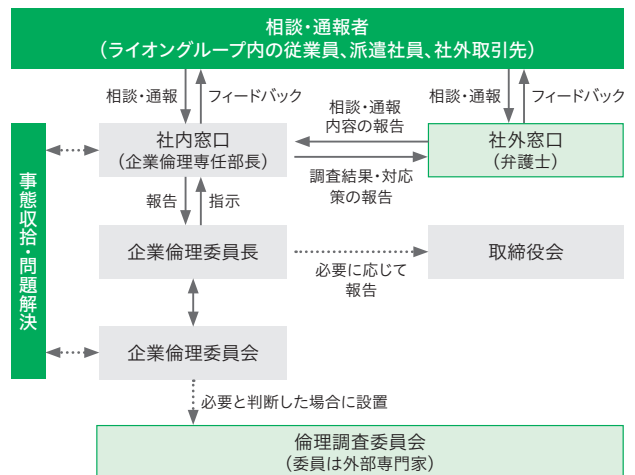 相談・通報者
（ライオングループ内の従業員、派遣社員、社外取引先）
相談・通報
フィードバック
相談・通報
内容の報告
相談・通報
フィードバック
社内窓口
（企業倫理専任部長）
社外窓口
（弁護士）
調査結果・対応
策の報告
事態収拾・問題解決
報告
指示
企業倫理委員長
取締役会
必要に応じて
報告
企業倫理委員会
必要と判断した場合に設置
倫理調査委員会
（委員は外部専門家）